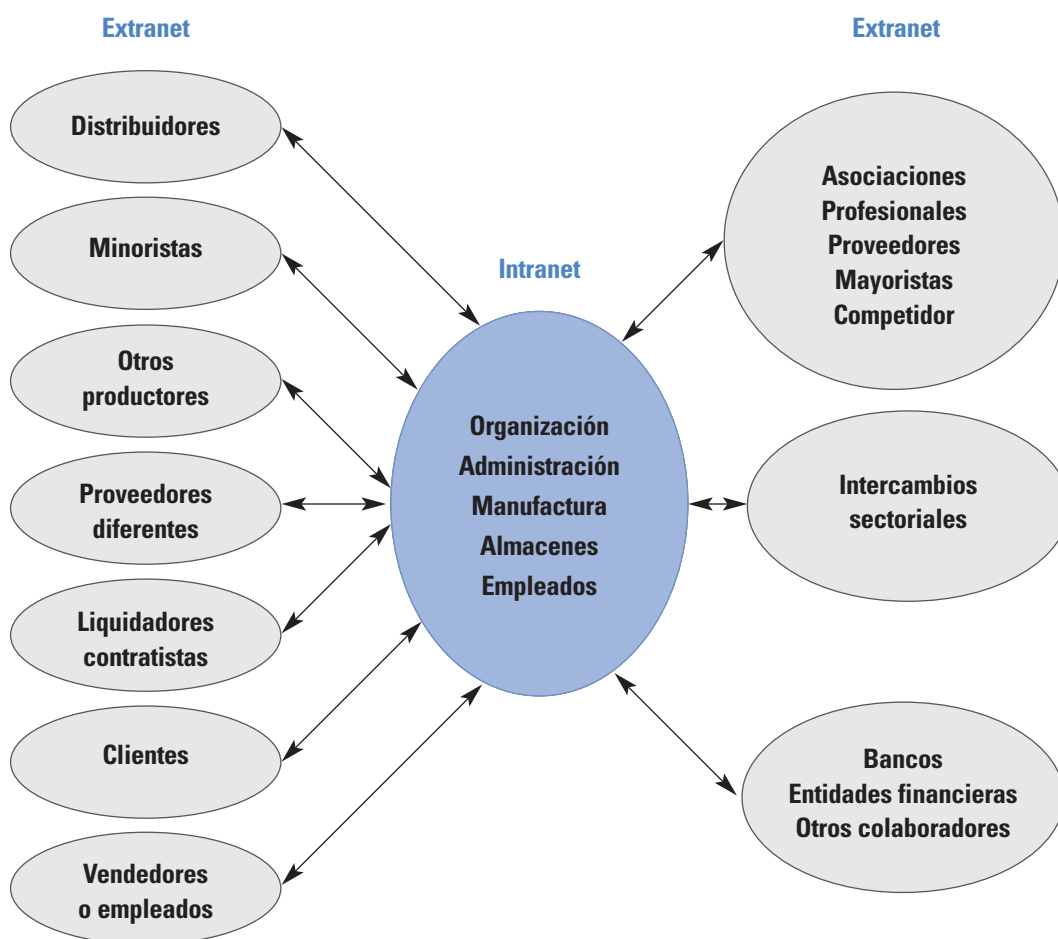 Extranet
Extranet
Distribuidores
Minoristas
Otros
productores
Proveedores
diferentes
Liquidadores
contratistas
Clientes
Vendedores
o empleados
Intranet
Organización
Administración
Manufactura
Almacenes
Empleados
Asociaciones
Profesionales
Proveedores
Mayoristas
Competidor
Intercambios
sectoriales
Bancos
Entidades financieras
Otros colaboradores